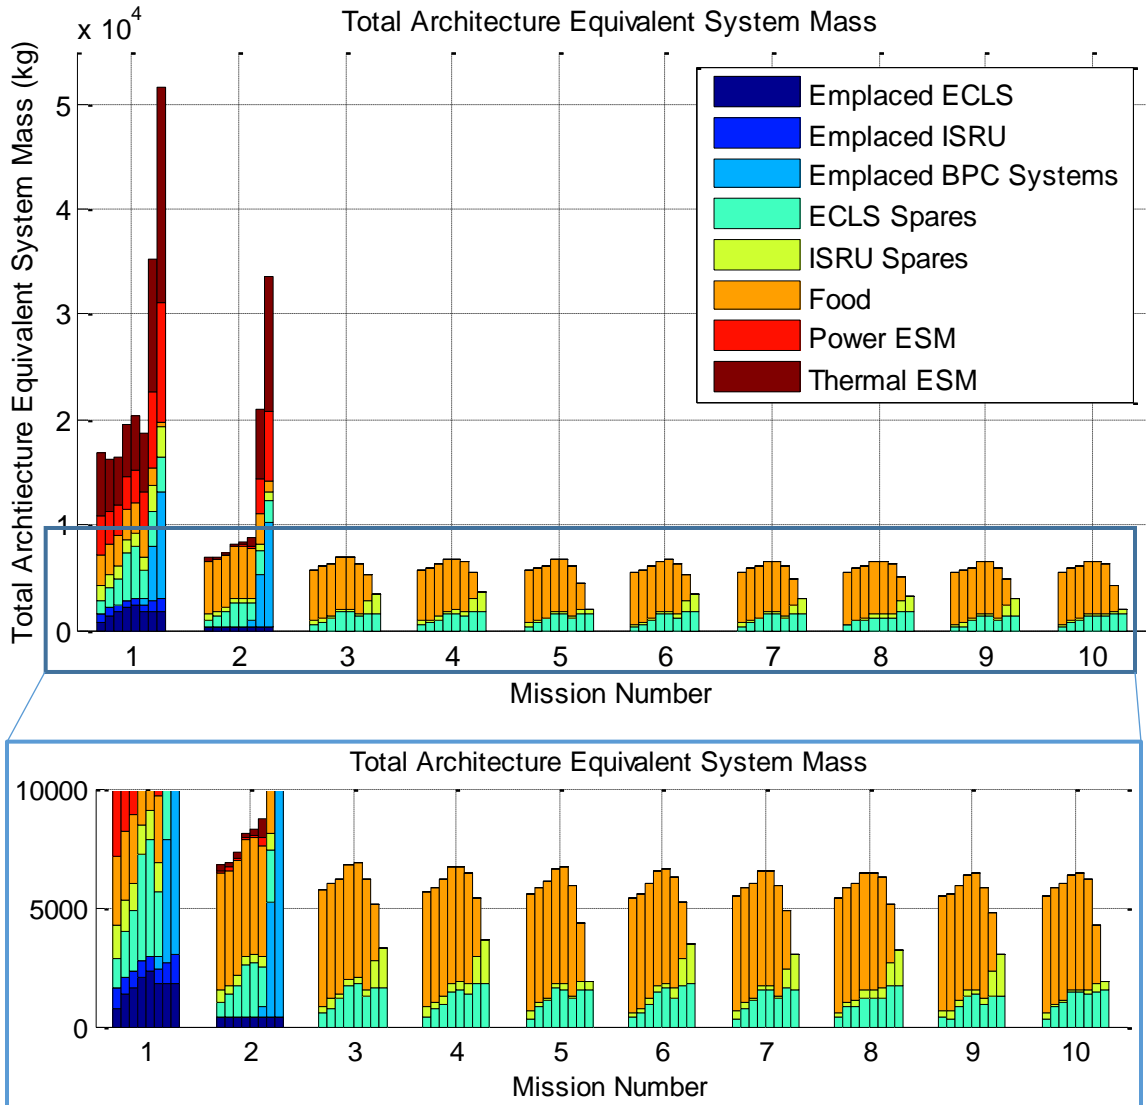 Total Architecture Equivalent System Mass
x 10^4
Total Archtiecture Equivalent System Mass (kg)
5
4
3
2
1
0
Emplaced ECLS
Emplaced ISRU
Emplaced BPC Systems
ECLS Spares
ISRU Spares
Food
Power ESM
Thermal ESM
1 2 3 4 5 6 7 8 9 10
Mission Number
Total Architecture Equivalent System Mass
10000
5000
0
1 2 3 4 5 6 7 8 9 10
Mission Number